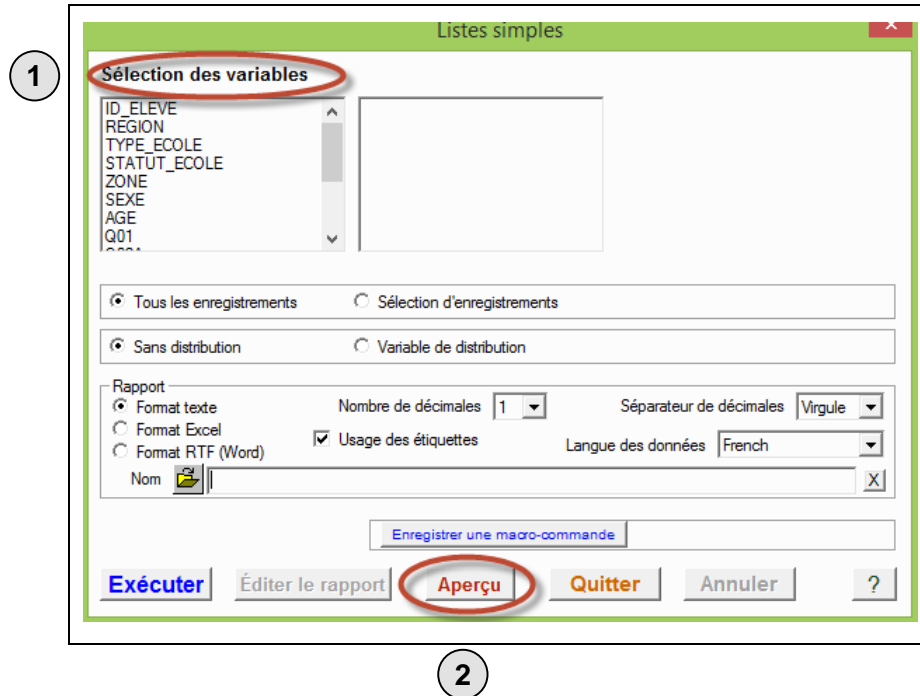 Listes simples
x
1
Sélection des variables
ID_ELEVE
REGION
TYPE_ECOLE
STATUT_ECOLE
ZONE
SEXE
AGE
Q01
Tous les enregistrements Sélection d'enregistrements
Sans distribution Variable de distribution
Rapport
Format texte Nombre de décimales 1 Séparateur de décimales Virgule
Format Excel Usage des étiquettes Langue des données French
Format RTF (Word)
Nom X
Enregistrer une macro-commande
Exécuter Éditer le rapport Aperçu Quitter Annuler ?
2